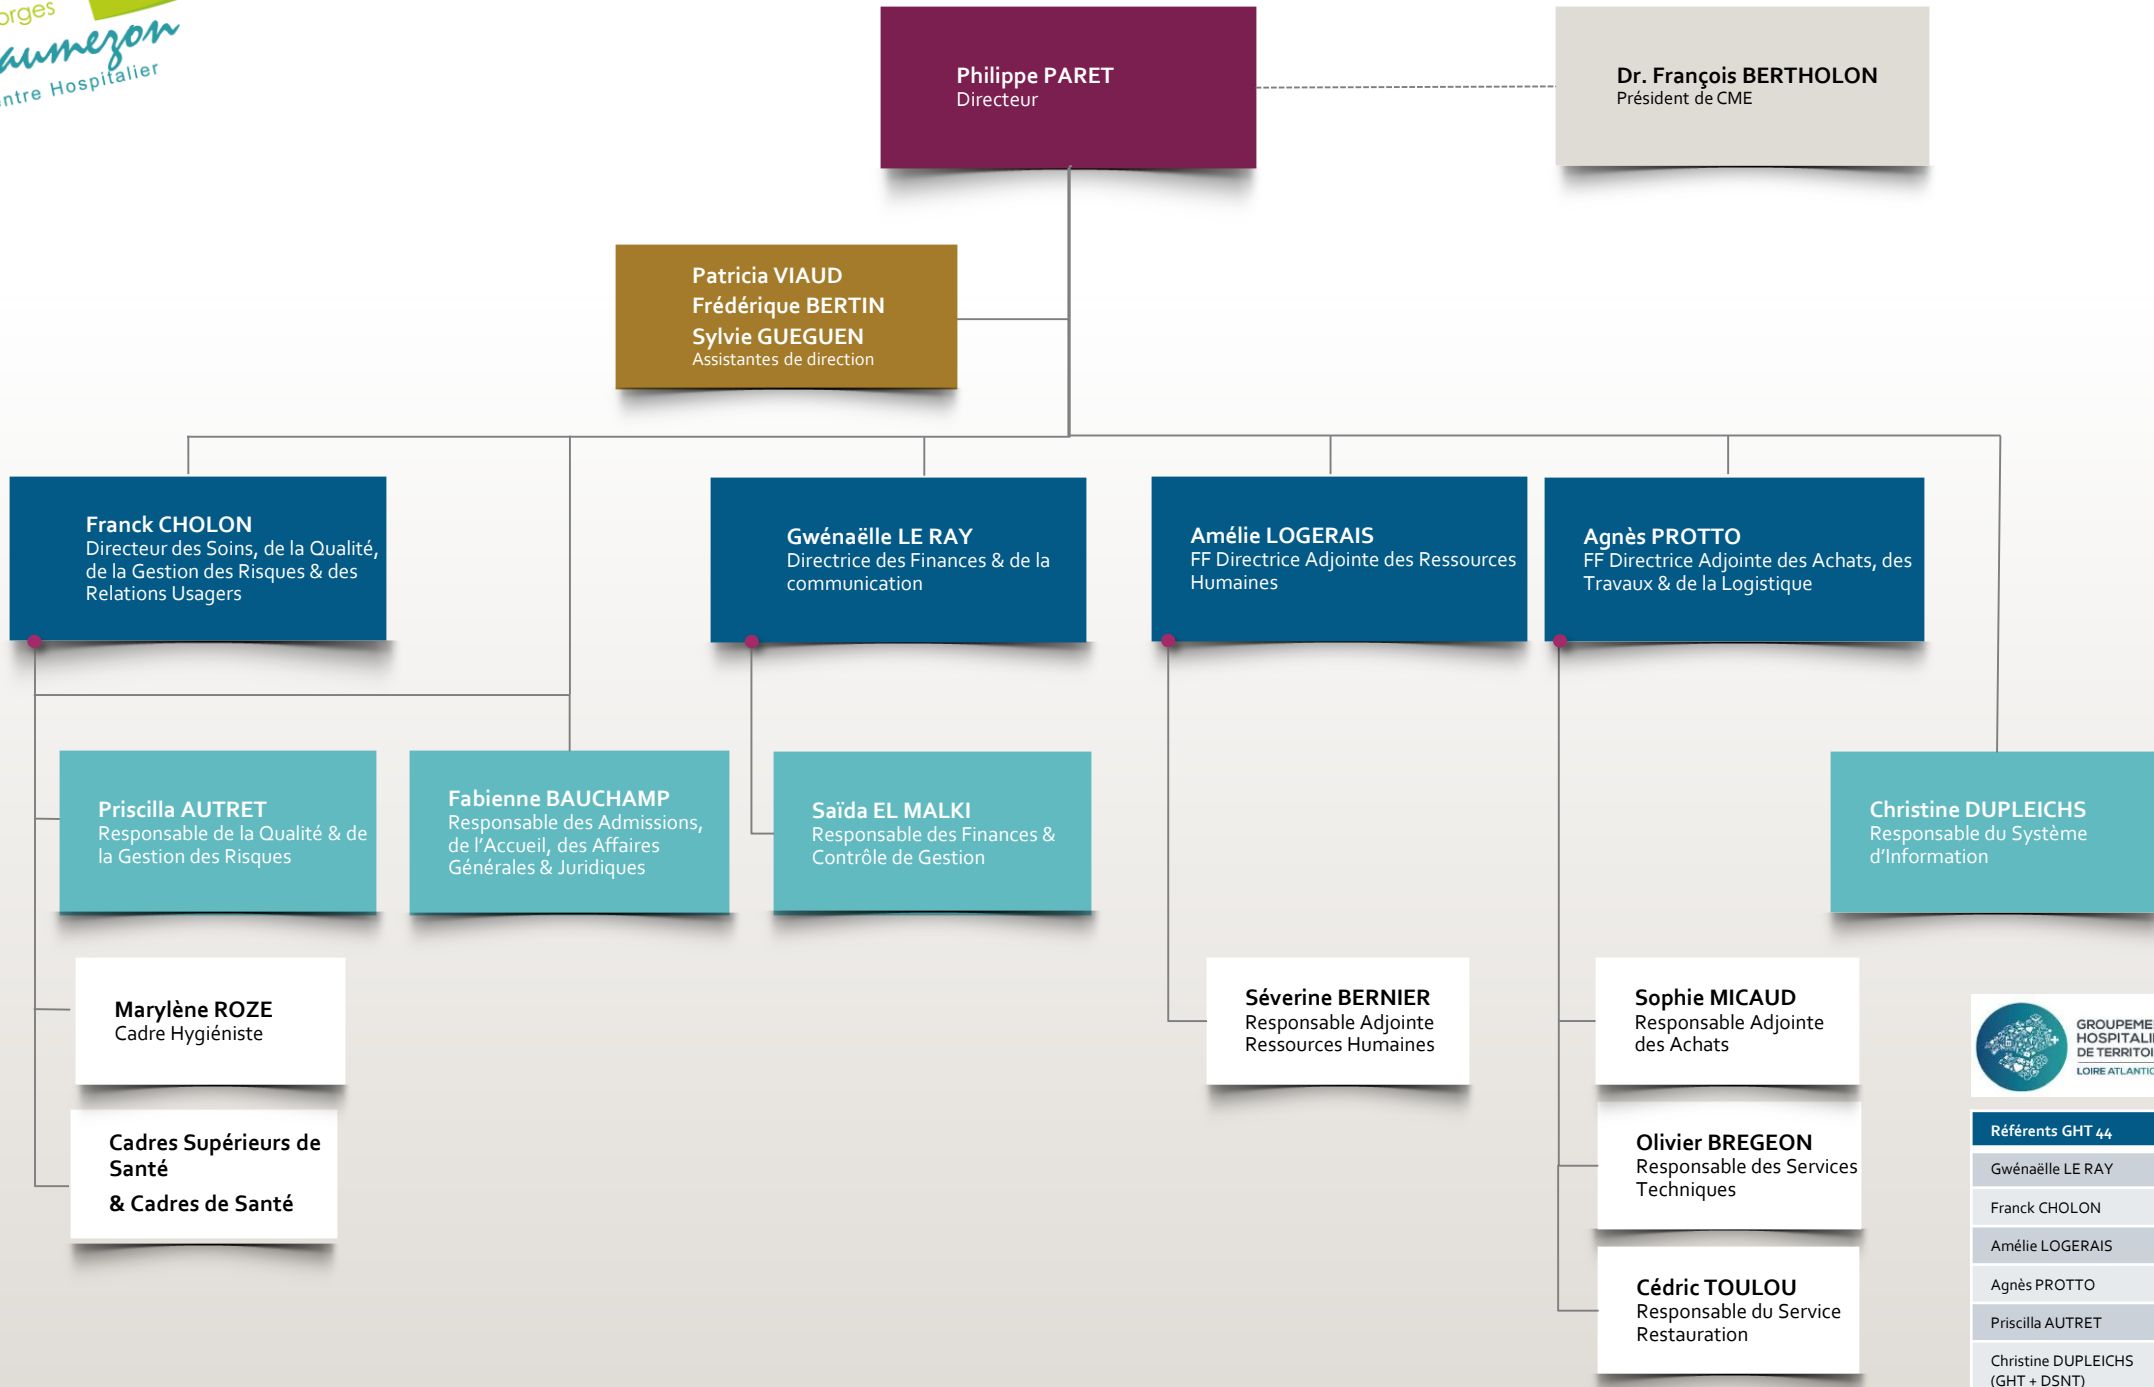 Hospitalier
Philippe PARET
Directeur
Dr. François BERTHOLON
Président de CME
Patricia VIAUD
Frédérique BERTIN
Sylvie GUEGUEN
Assistantes de direction
Franck CHOLON
Directeur des Soins, de la Qualité,
de la Gestion des Risques & des
Relations Usagers
Gwénaëlle LE RAY
Directrice des Finances & de la
communication
Amélie LOGERAIS
FF Directrice Adjointe des Ressources
Humaines
Agnès PROTTO
FF Directrice Adjointe des Achats, des
Travaux & de la Logistique
Priscilla AUTRET
Responsable de la Qualité & de
la Gestion des Risques
Fabienne BAUCHAMP
Responsable des Admissions,
de l'Accueil, des Affaires
Générales & Juridiques
Saïda EL MALKI
Responsable des Finances &
Contrôle de Gestion
Christine DUPLEICHS
Responsable du Système
d'Information
Marylène ROZE
Cadre Hygiéniste
Cadres Supérieurs de
Santé
& Cadres de Santé
Séverine BERNIER
Responsable Adjointe
Ressources Humaines
Sophie MICAUD
Responsable Adjointe
des Achats
Olivier BREGEON
Responsable des Services
Techniques
Cédric TOULOU
Responsable du Service
Restauration
DE
LOIRE
Référents GHT 44
Gwénaëlle LE RAY
Franck CHOLON
Amélie LOGERAIS
Agnès PROTTO
Priscilla AUTRET
Christine DUPLEICHS
(GHT + DSNT)